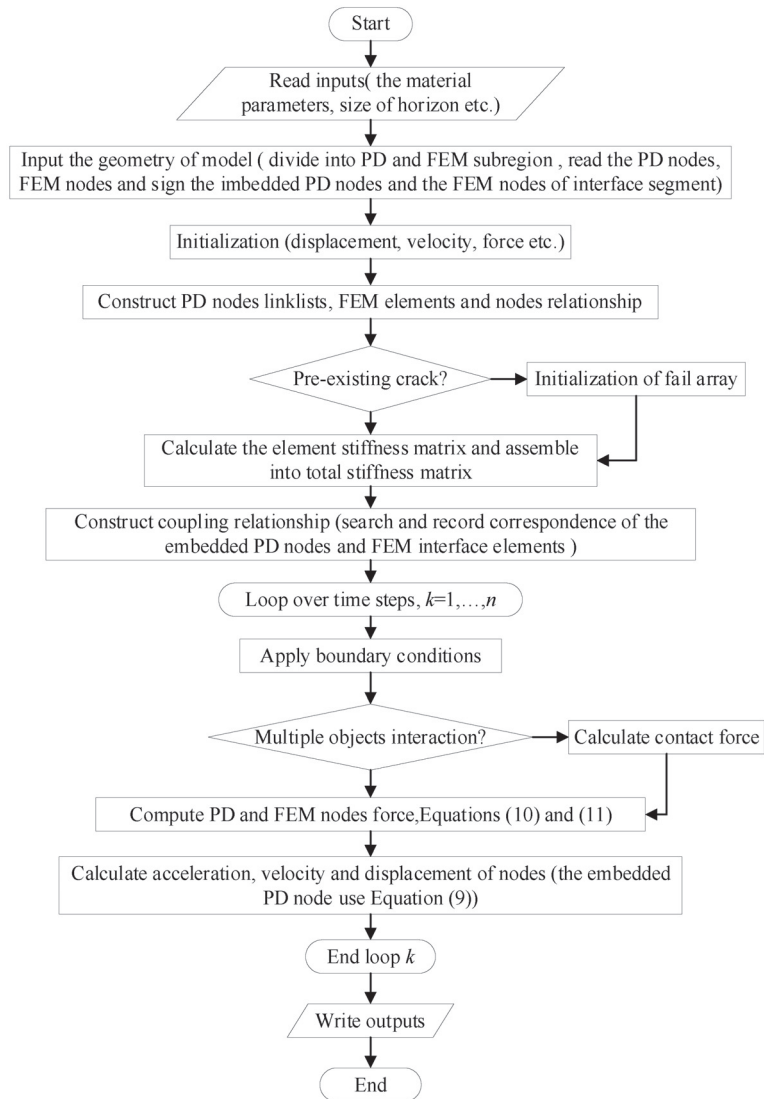 Start
Read inputs( the material
parameters, size of horizon etc.)
Input the geometry of model ( divide into PD and FEM subregion , read the PD nodes,
FEM nodes and sign the imbedded PD nodes and the FEM nodes of interface segment)
Initialization (displacement, velocity, force etc.)
Construct PD nodes linklists, FEM elements and nodes relationship
Pre-existing crack?
Initialization of fail array
Calculate the element stiffness matrix and assemble
into total stiffness matrix
Construct coupling relationship (search and record correspondence of the
embedded PD nodes and FEM interface elements )
Loop over time steps, k=1,…,n
Apply boundary conditions
Multiple objects interaction?
Calculate contact force
Compute PD and FEM nodes force,Equations (10) and (11)
Calculate acceleration, velocity and displacement of nodes (the embedded
PD node use Equation (9))
End loop k
Write outputs
End